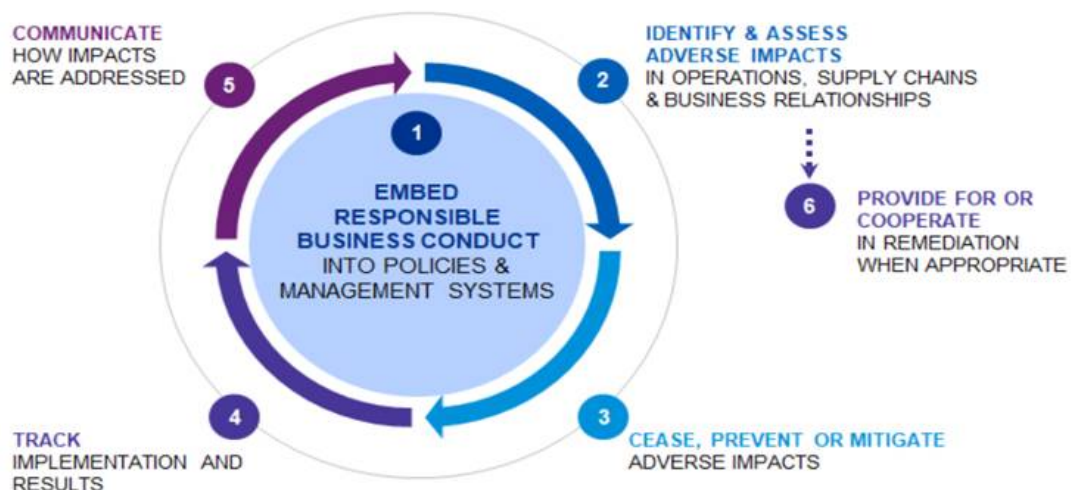 COMMUNICATE
HOW IMPACTS
ARE ADDRESSED
5
1
EMBED
RESPONSIBLE
BUSINESS CONDUCT
INTO POLICIES &
MANAGEMENT SYSTEMS
2
IDENTIFY & ASSESS
ADVERSE IMPACTS
IN OPERATIONS, SUPPLY CHAINS
& BUSINESS RELATIONSHIPS
6
PROVIDE FOR OR
COOPERATE
IN REMEDIATION
WHEN APPROPRIATE
3
CEASE, PREVENT OR MITIGATE
ADVERSE IMPACTS
4
TRACK
IMPLEMENTATION AND
RESULTS